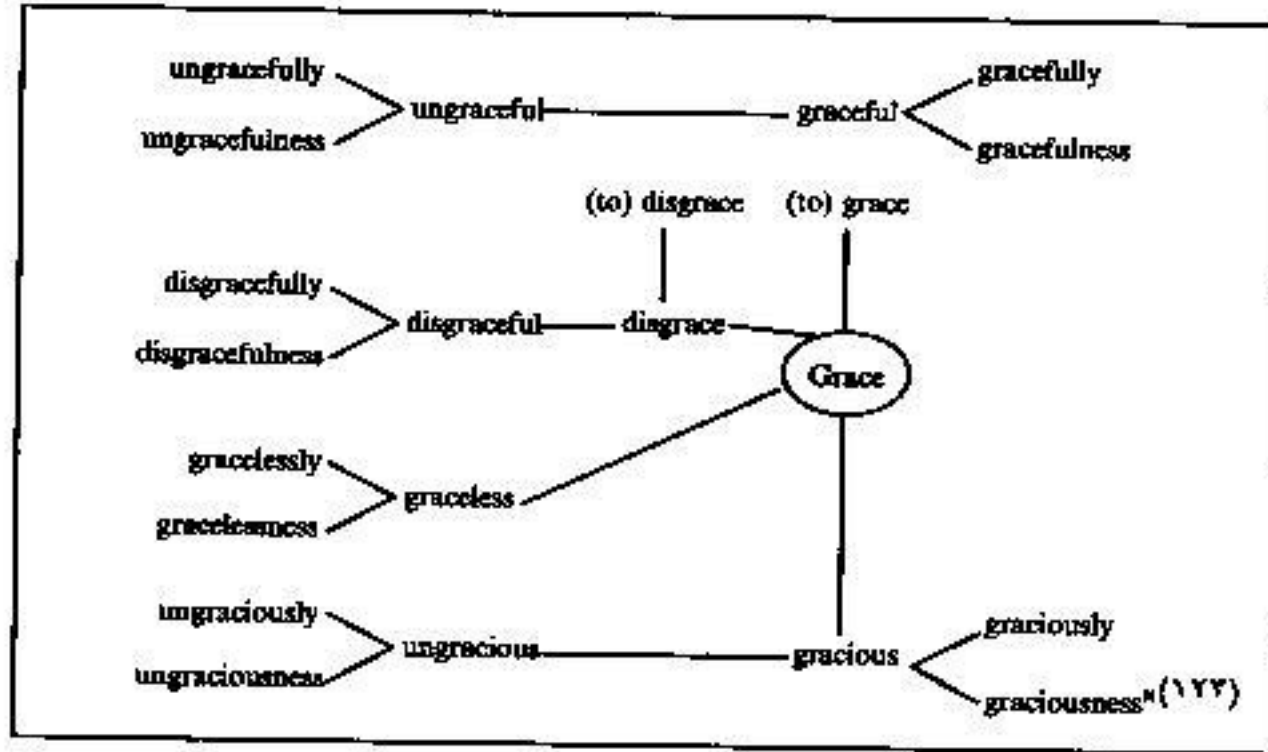 ungracefully gracefully
ungraceful graceful
ungracefulness gracefulness
(to) disgrace (to) grace
disgracefully
disgraceful disgrace
disgracefulness
Grace
gracelessly
graceless
gracelessness
ungraciously graciously
ungracious gracious
ungraciousness graciousness"(١٢٣)